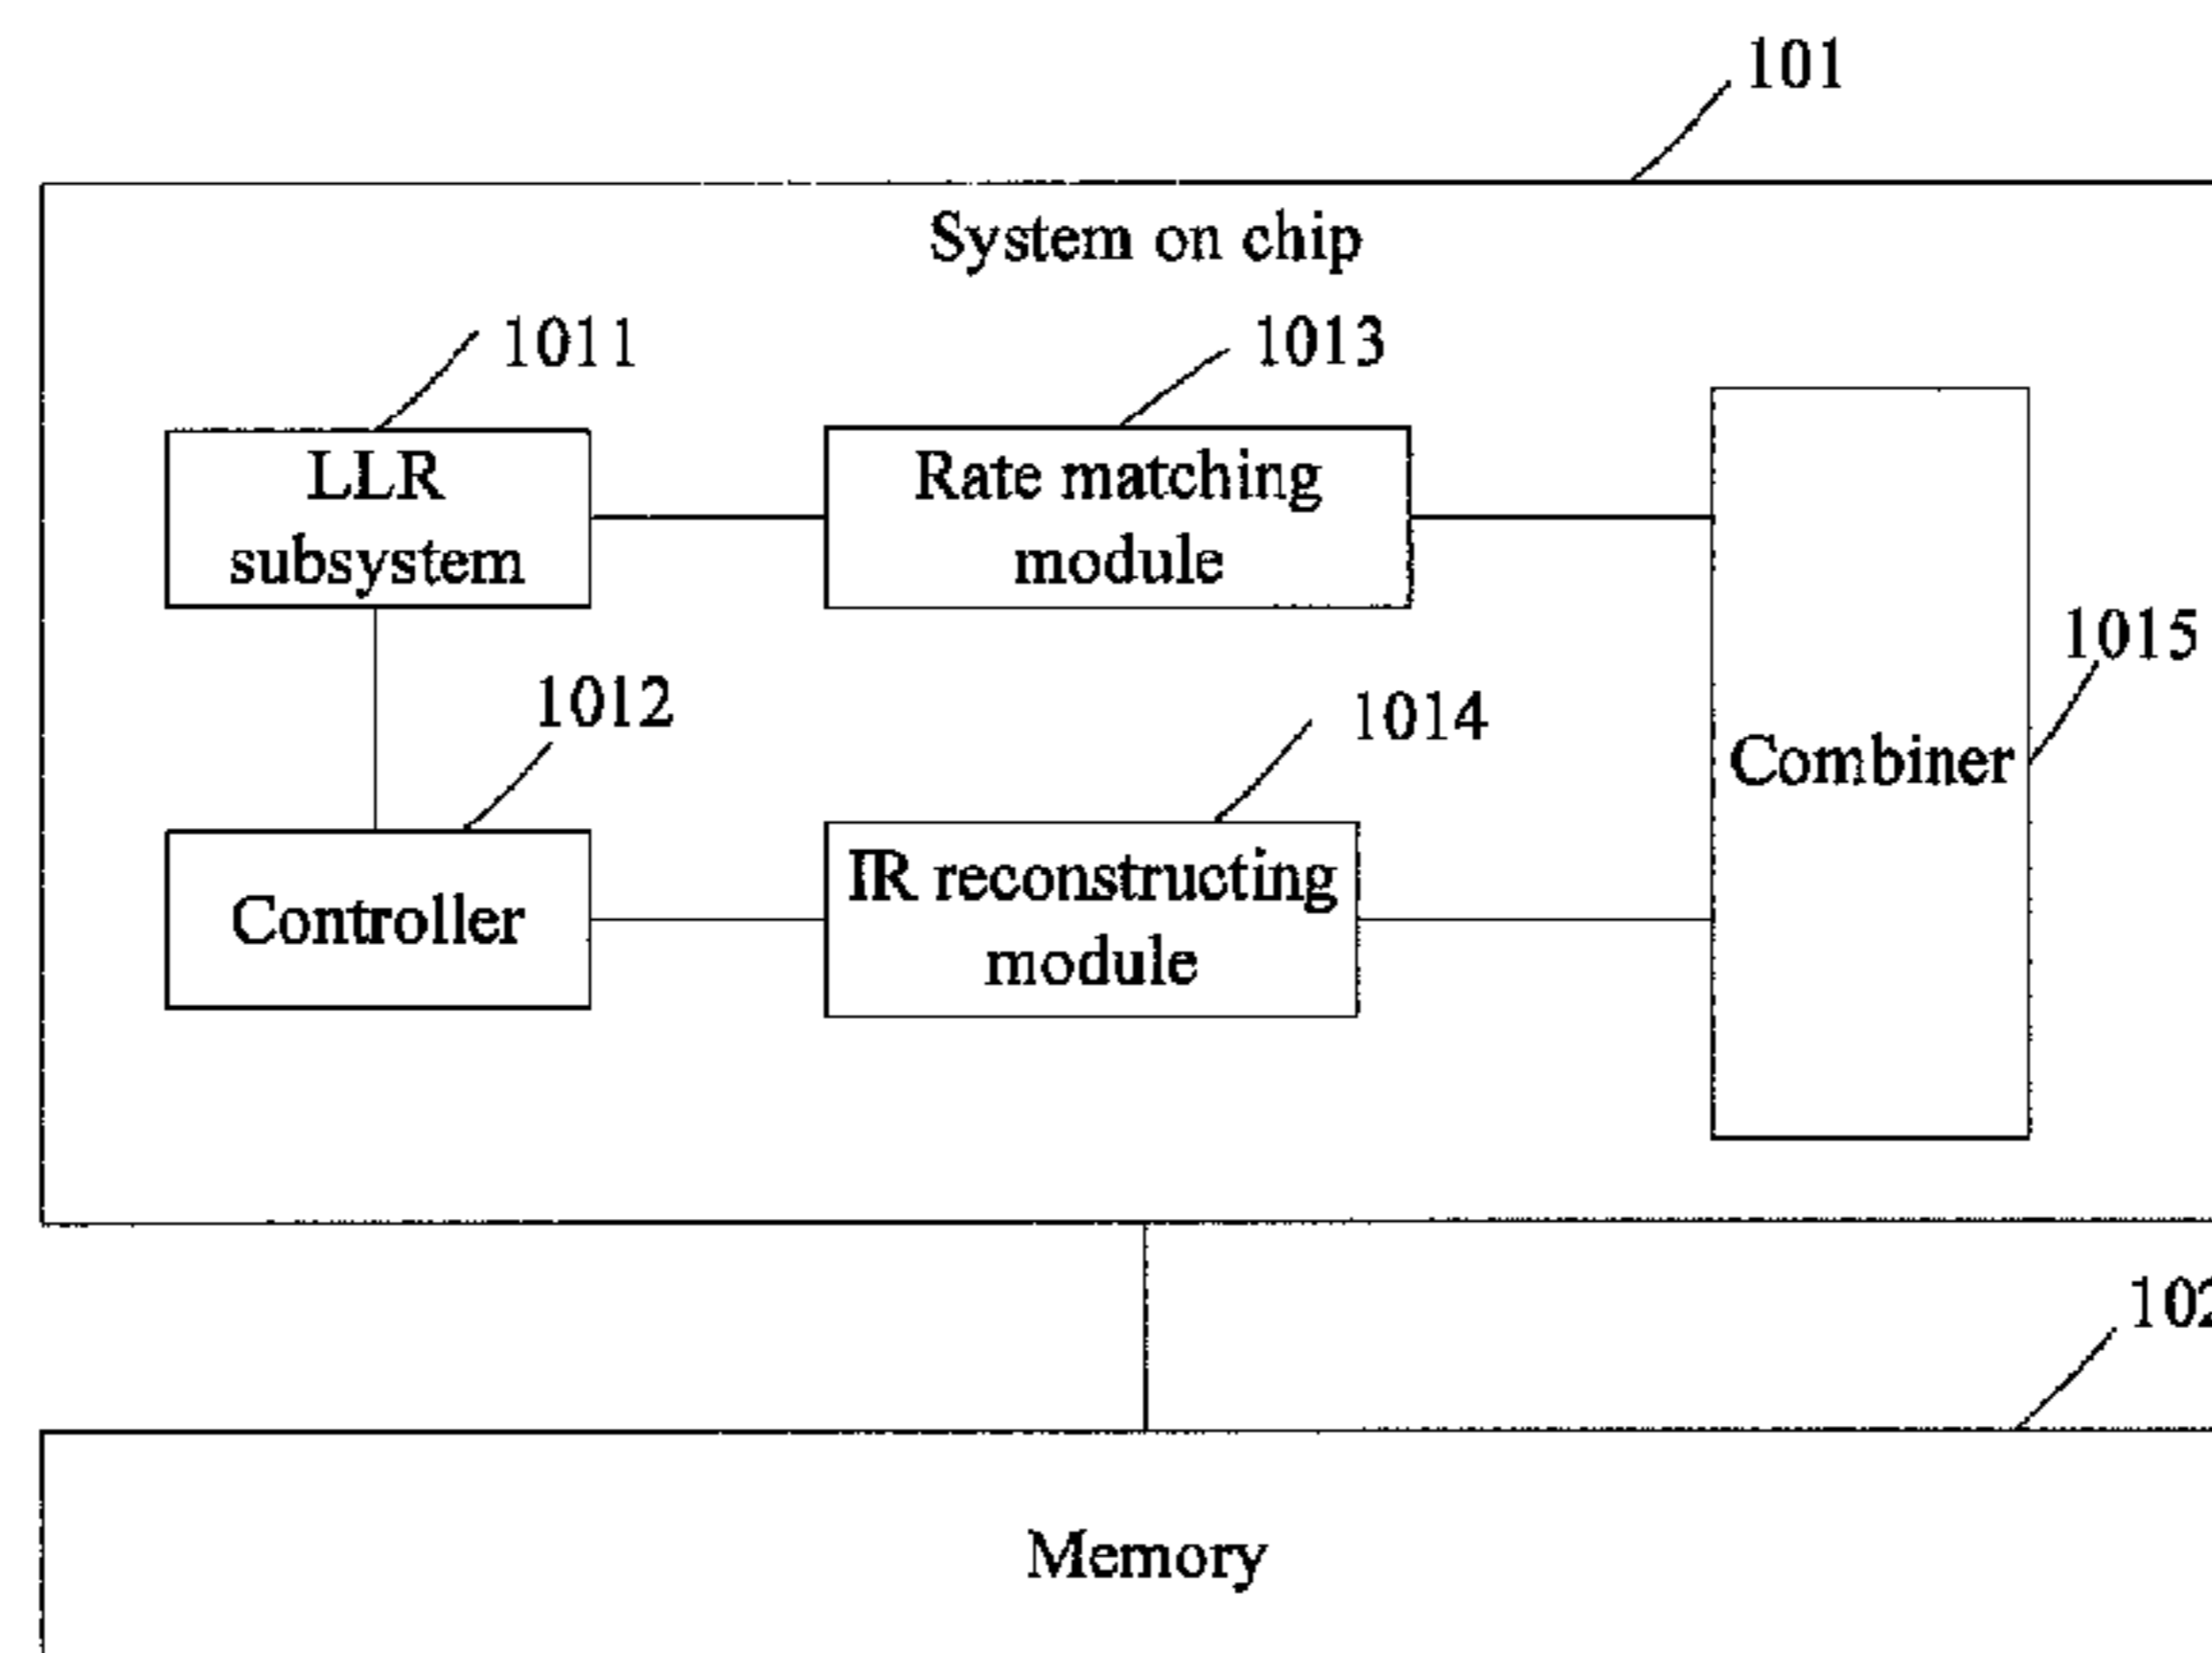 101
System on chip
1011
1013
LLR
subsystem
Rate matching
module
1015
1012
1014
Combiner
Controller
IR reconstructing
module
102
Memory